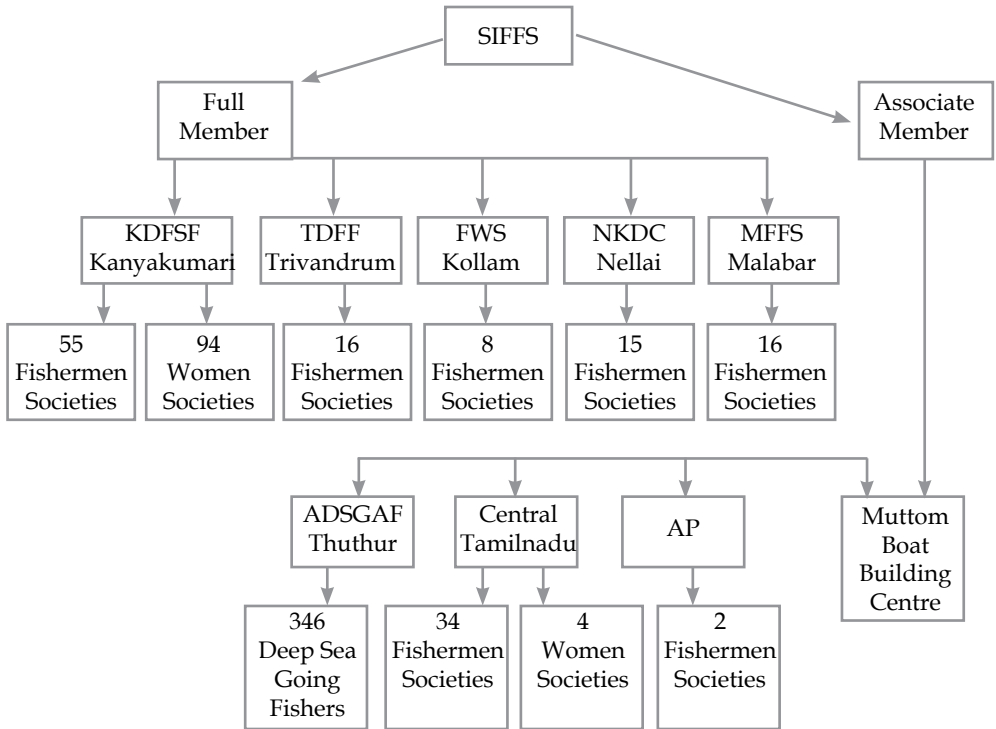 SIFFS
Full
Member
Associate
Member
KDFSF
Kanyakumari
TDFF
Trivandrum
FWS
Kollam
NKDC
Nellai
MFFS
Malabar
55
Fishermen
Societies
94
Women
Societies
16
Fishermen
Societies
8
Fishermen
Societies
15
Fishermen
Societies
16
Fishermen
Societies
ADSGAF
Thuthur
Central
Tamilnadu
AP
Muttom
Boat
Building
Centre
346
Deep Sea
Going
Fishers
34
Fishermen
Societies
4
Women
Societies
2
Fishermen
Societies